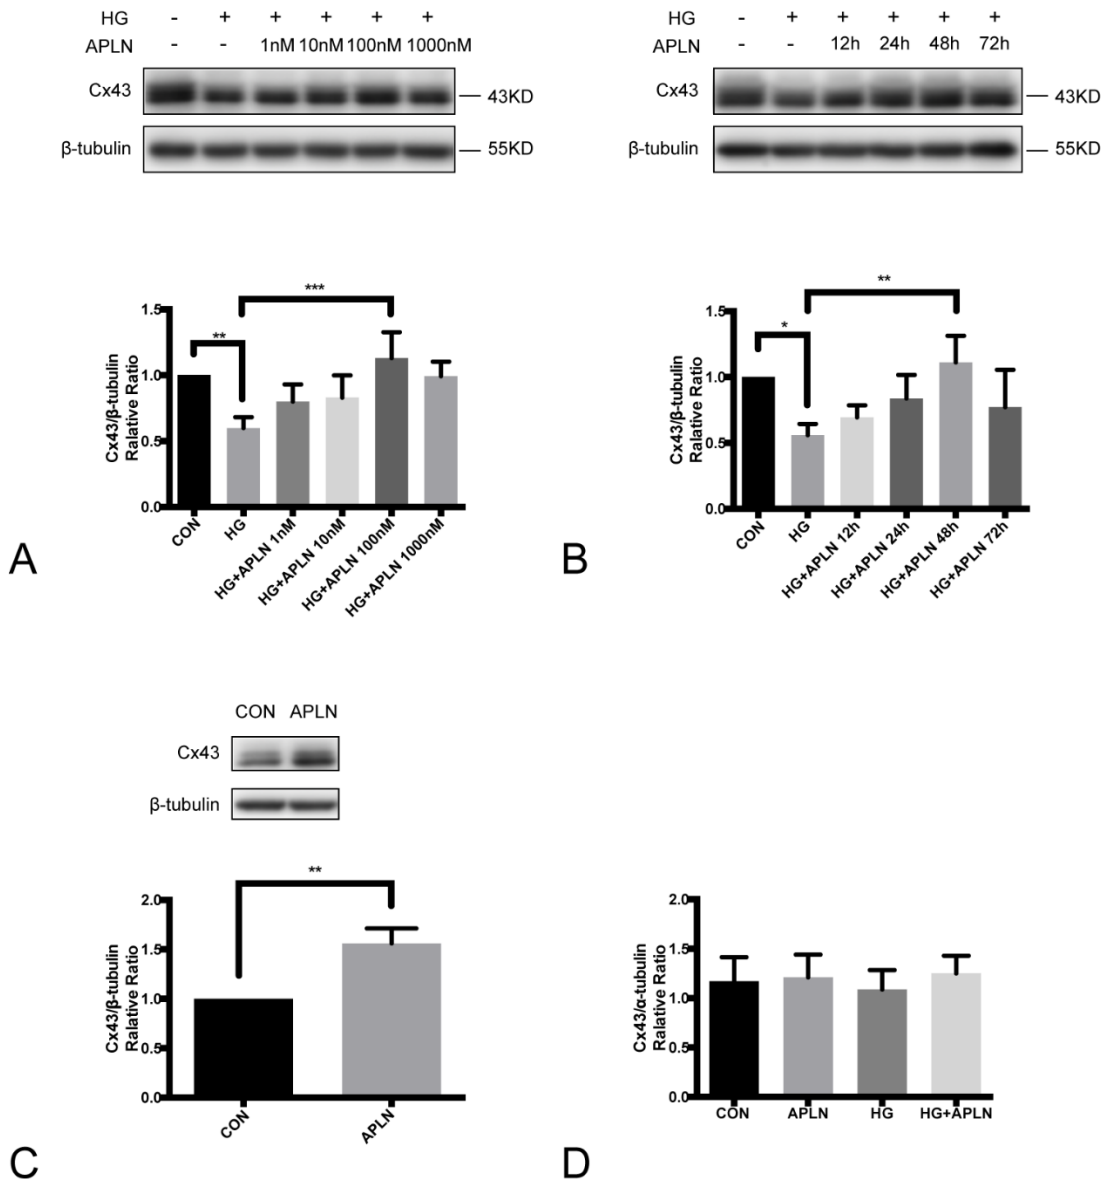 HG - + + + + +
APLN - - 1nM 10nM 100nM 1000nM
Cx43
43KD
β-tubulin
55KD
Cx43/β-tubulin
Ralative Ratio
1.5
1.0
0.5
0.0
**
***
CON
HG
HG+APLN 1nM
HG+APLN 10nM
HG+APLN 100nM
HG+APLN 1000nM
A
HG - + + + + +
APLN - - 12h 24h 48h 72h
Cx43
43KD
β-tubulin
55KD
Cx43/β-tubulin
Ralative Ratio
1.5
1.0
0.5
0.0
*
**
CON
HG
HG+APLN 12h
HG+APLN 24h
HG+APLN 48h
HG+APLN 72h
B
CON APLN
Cx43
β-tubulin
Cx43/β-tubulin
Ralative Ratio
2.0
1.5
1.0
0.5
0.0
**
CON
APLN
C
Cx43/α-tubulin
Ralative Ratio
2.0
1.5
1.0
0.5
0.0
CON
APLN
HG
HG+APLN
D